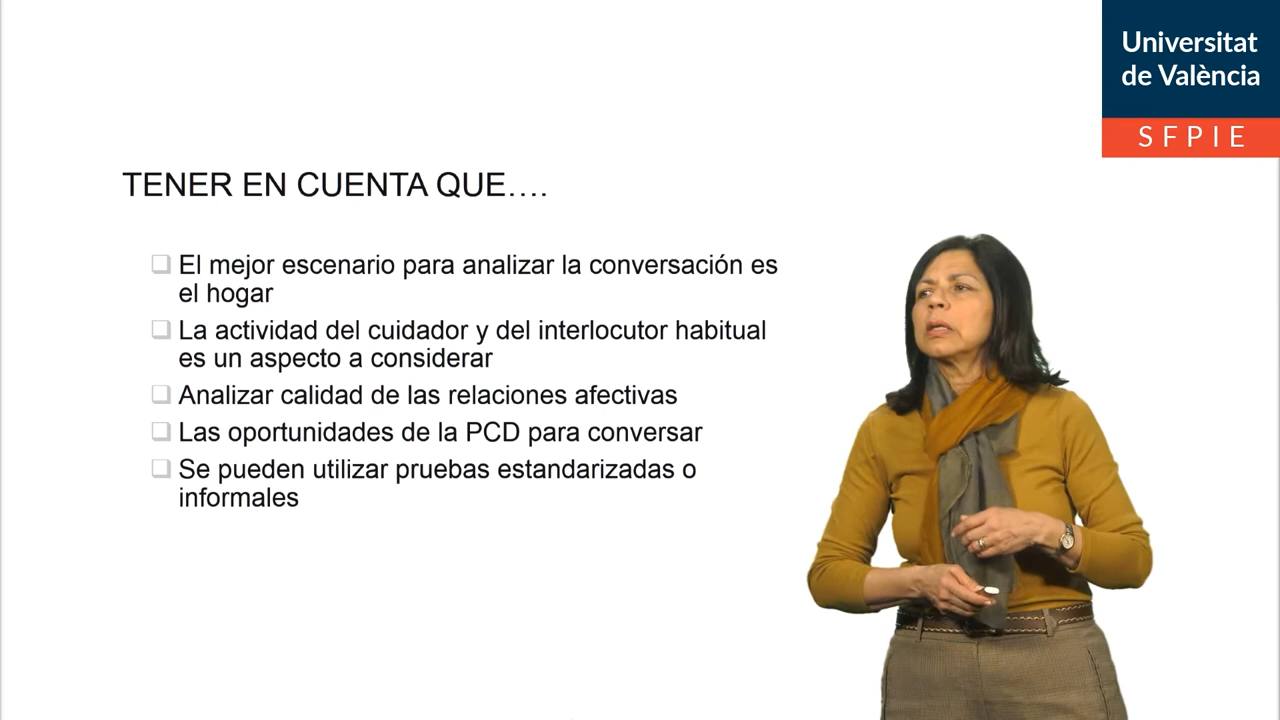 Universitat
de València
SFPIE
TENER EN CUENTA QUE….
El mejor escenario para analizar la conversación es
el hogar
La actividad del cuidador y del interlocutor habitual
es un aspecto a considerar
Analizar calidad de las relaciones afectivas
Las oportunidades de la PCD para conversar
Se pueden utilizar pruebas estandarizadas o
informales